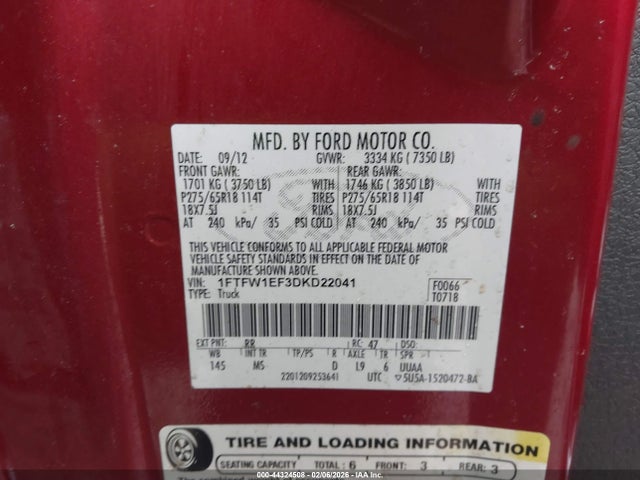 MFD. BY FORD MOTOR CO.
DATE: 09/12 GVWR: 3334 KG ( 7350 LB)
FRONT GAWR: REAR GAWR:
1701 KG ( 3750 LB) WITH 1746 KG ( 3850 LB) WITH
P275/65R18 114T TIRES P275/65R18 114T TIRES
18X7.5J RIMS 18X7.5J RIMS
AT 240 kPa/ 35 PSI COLD AT 240 kPa/ 35 PSI COLD
THIS VEHICLE CONFORMS TO ALL APPLICABLE FEDERAL MOTOR
VEHICLE SAFETY STANDARDS IN EFFECT ON THE DATE OF
MANUFACTURE SHOWN ABOVE.
VIN: 1FTFW1EF3DKD22041 F0066
TYPE: Truck T0718
EXT PNT: RR RC: 47 DSO:
WB INT TR TP/PS R AXLE TR SPR
145 MS D L9 6 UUAA
2201209253641 UTC ▽5U5A-1520472-BA
TIRE AND LOADING INFORMATION
SEATING CAPACITY TOTAL : 6 FRONT: 3 REAR: 3
000-44324508 - 02/06/2026 - IAA Inc.